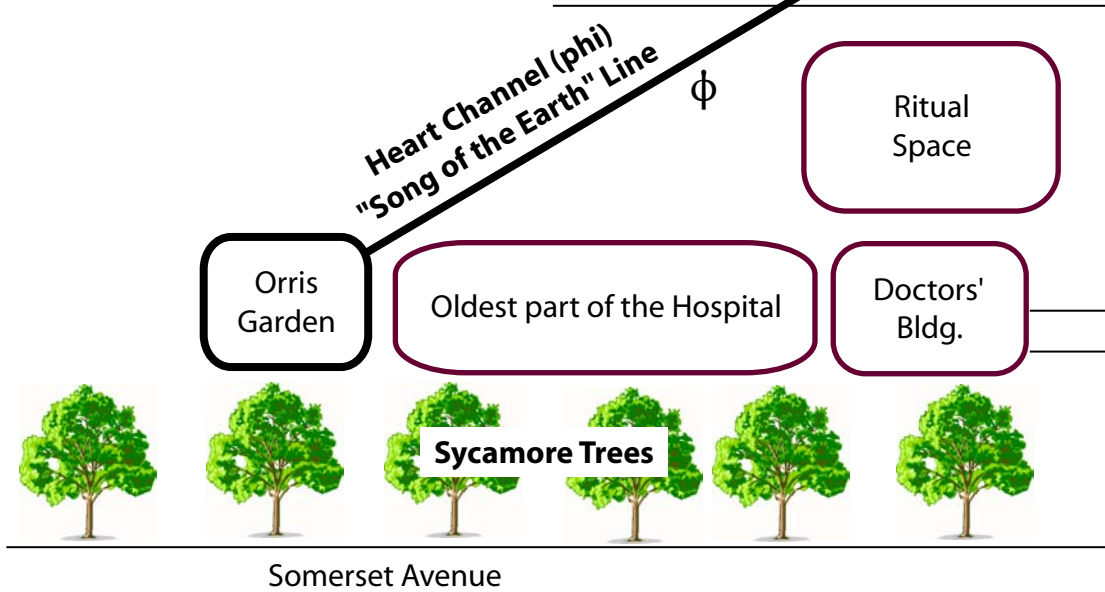 Heart Channel (phi)
"Song of the Earth" Line
ϕ
Ritual
Space
Orris
Garden
Oldest part of the Hospital
Doctors'
Bldg.
Sycamore Trees
Somerset Avenue